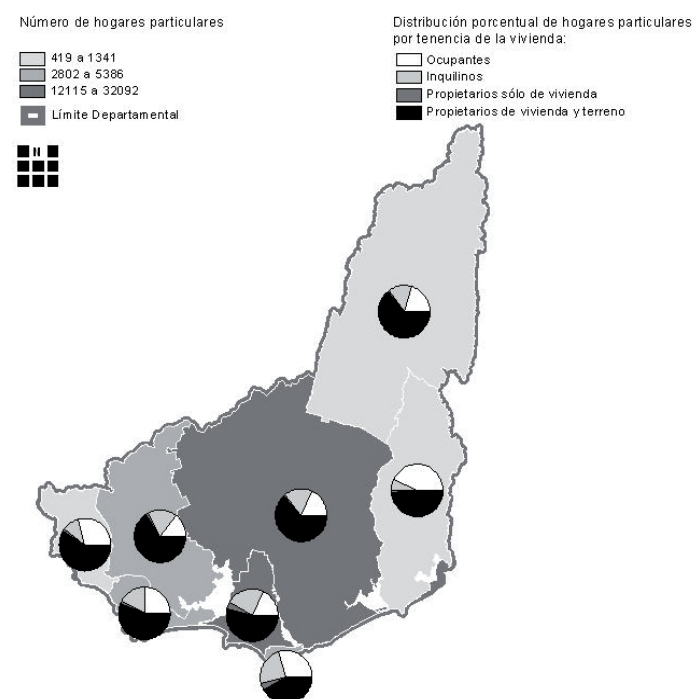 Número de hogares particulares
419 a 1341
2802 a 5386
12115 a 32092
Límite Departamental
N
Distribución porcentual de hogares particulares
por tenencia de la vivienda:
Ocupantes
Inquilinos
Propietarios sólo de vivienda
Propietarios de vivienda y terreno